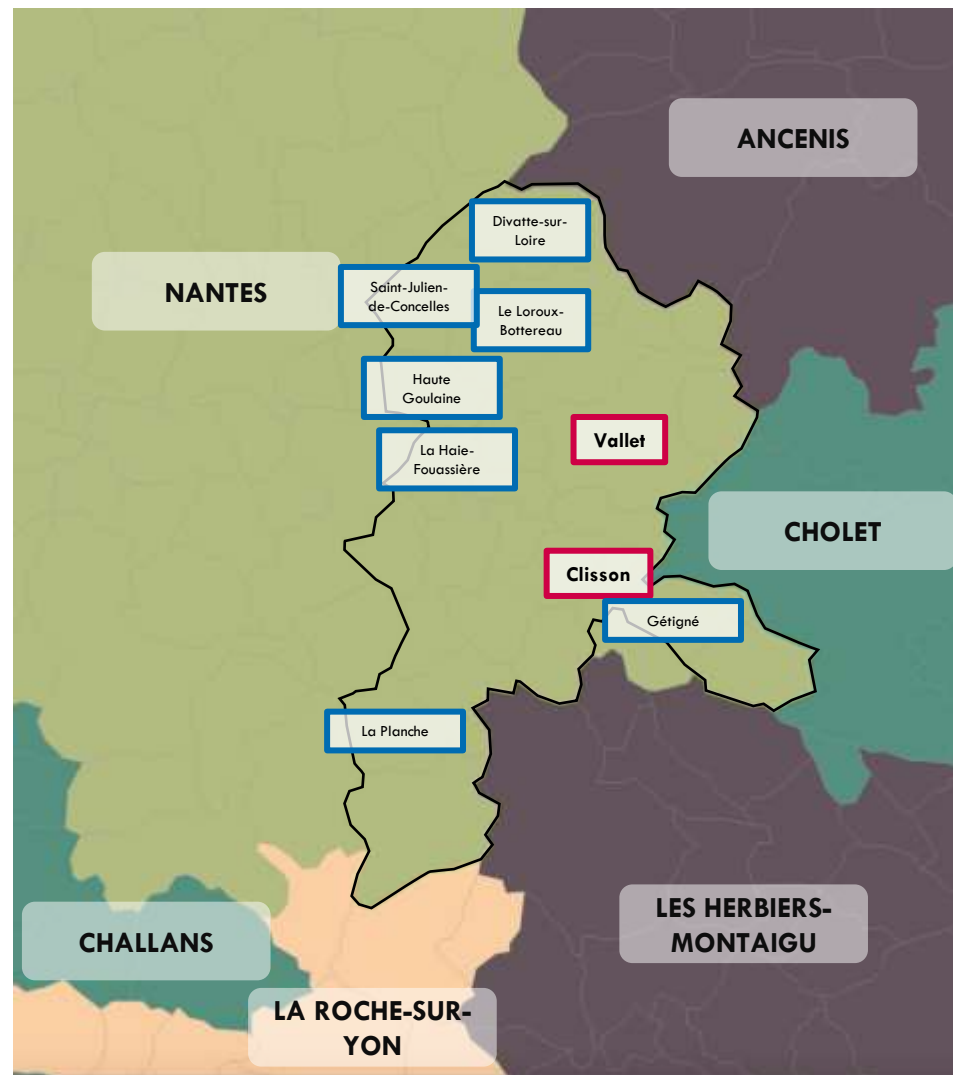 ANCENIS
Divatte-sur-
Loire
NANTES
Saint-Julien-
de-Concelles
Le Loroux-
Bottereau
Haute
Goulaine
Vallet
La Haie-
Fouassière
CHOLET
Clisson
Gétigné
La Planche
LES HERBIERS-
MONTAIGU
CHALLANS
LA ROCHE-SUR-
YON